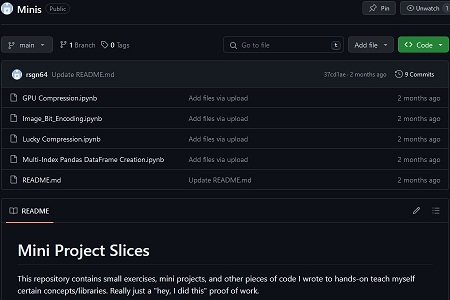 Minis Public
Pin Unwatch 1
main 1 Branch 0 Tags Go to file t Add file Code
rsgn64 Update README.md 37cd1ae · 2 months ago 9 Commits
GPU Compression.ipynb Add files via upload 2 months ago
Image_Bit_Encoding.ipynb Add files via upload 2 months ago
Lucky Compression.ipynb Add files via upload 2 months ago
Multi-Index Pandas DataFrame Creation.ipynb Add files via upload 2 months ago
README.md Update README.md 2 months ago
README
Mini Project Slices
This repository contains small exercises, mini projects, and other pieces of code I wrote to hands-on teach myself
certain concepts/libraries. Really just a "hey, I did this" proof of work.